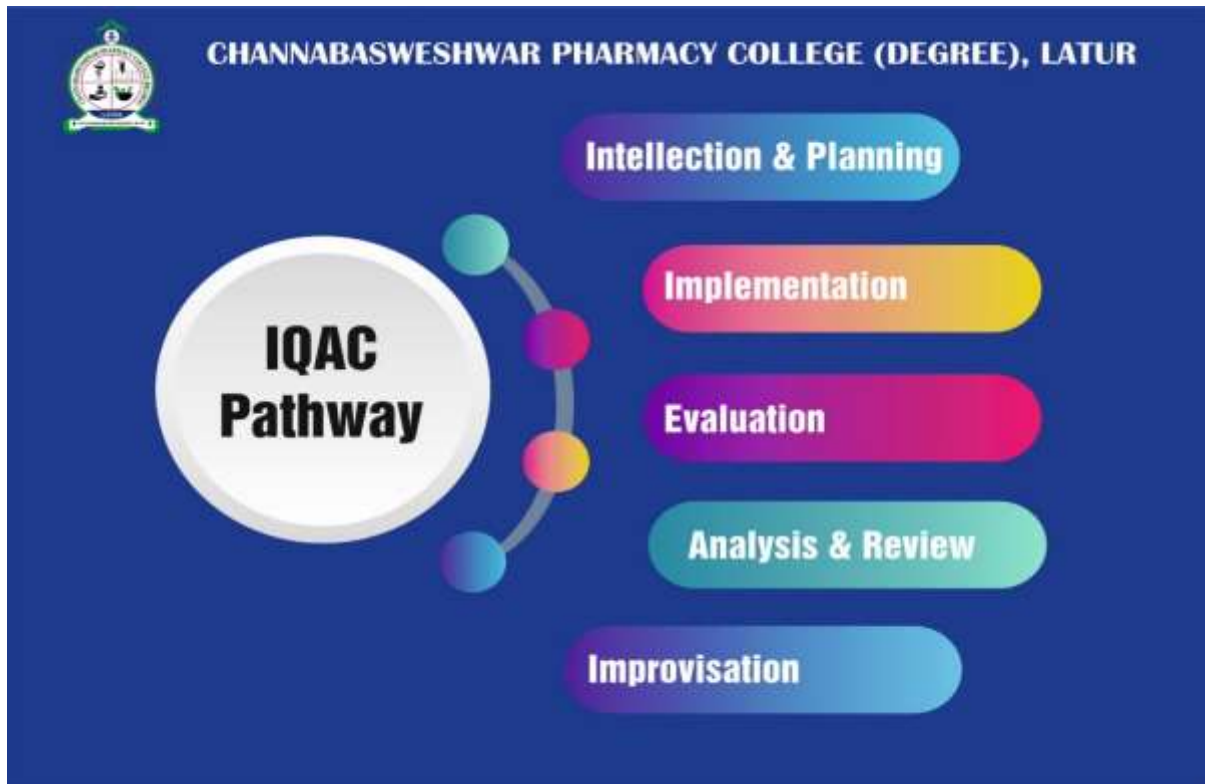 CHANNABASWESHWAR PHARMACY COLLEGE (DEGREE), LATUR
Intellection & Planning
Implementation
IQAC
Pathway
Evaluation
Analysis & Review
Improvisation